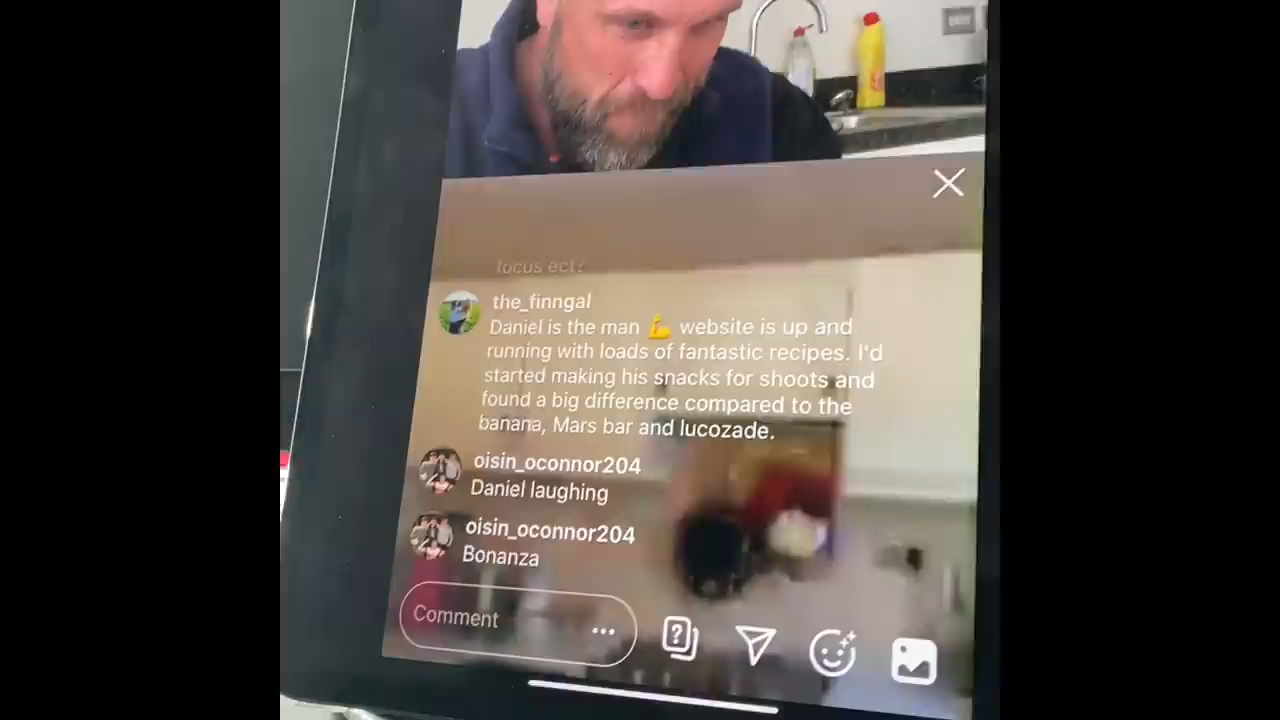 focus ect?
the_finngal
Daniel is the man 💪 website is up and
running with loads of fantastic recipes. I'd
started making his snacks for shoots and
found a big difference compared to the
banana, Mars bar and lucozade.
oisin_oconnor204
Daniel laughing
oisin_oconnor204
Bonanza
Comment